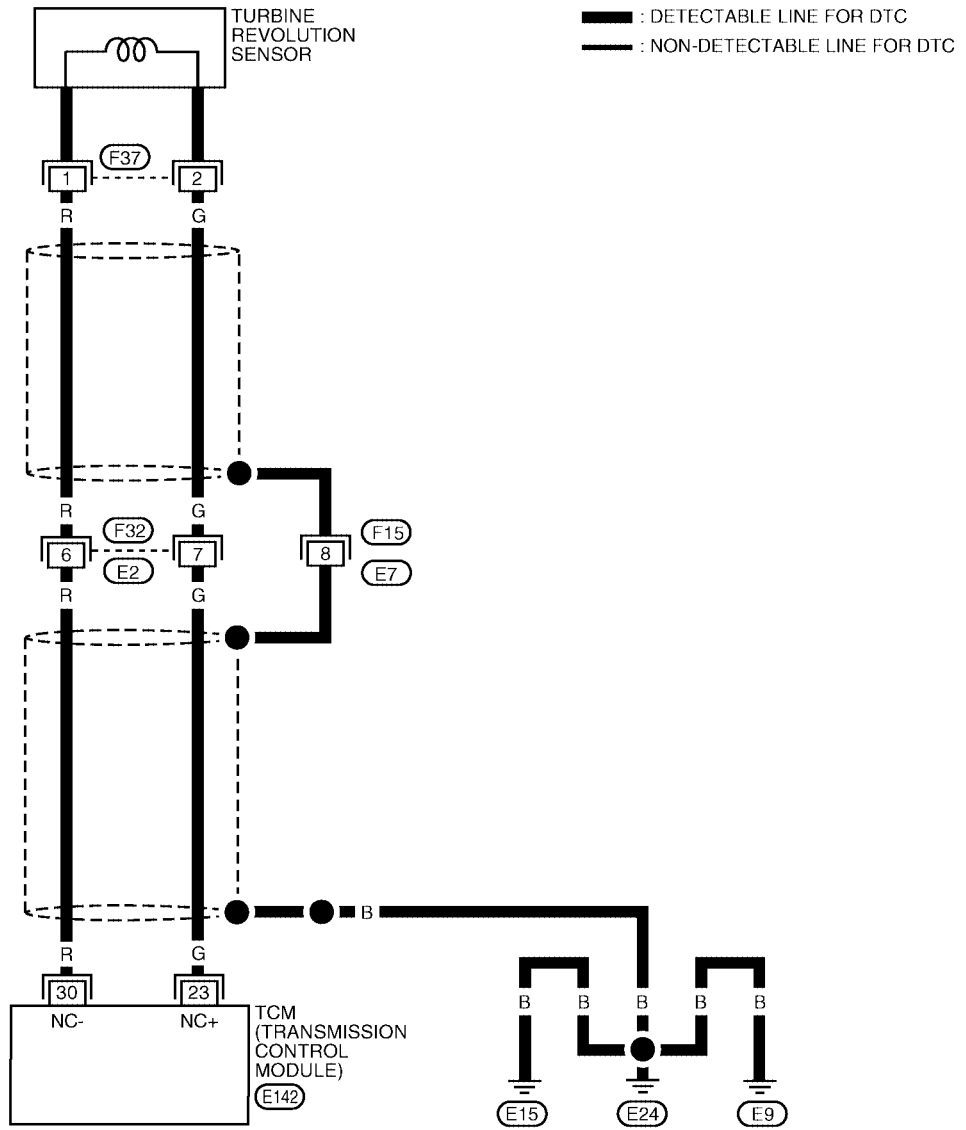 TURBINE
REVOLUTION
SENSOR
: DETECTABLE LINE FOR DTC
: NON-DETECTABLE LINE FOR DTC
F37
1 2
R G
R G
F32 F15
6 7 8
E2 E7
R G
B
R G
30 23
NC- NC+
TCM
(TRANSMISSION
CONTROL
MODULE)
E142
B B B B B
E15 E24 E9